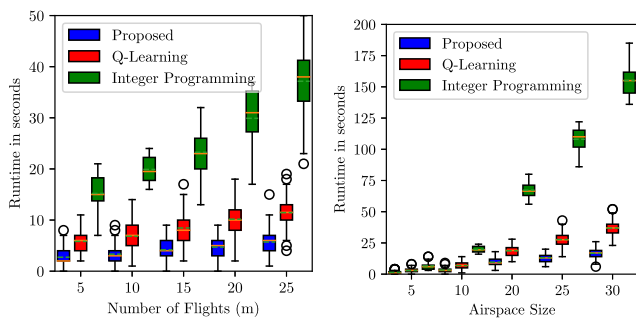 50
40
30
20
10
0
Runtime in seconds
Proposed
Q-Learning
Integer Programming
5
10
15
20
25
Number of Flights (m)
200
175
150
125
100
75
50
25
0
Runtime in seconds
Proposed
Q-Learning
Integer Programming
5
10
20
25
30
Airspace Size